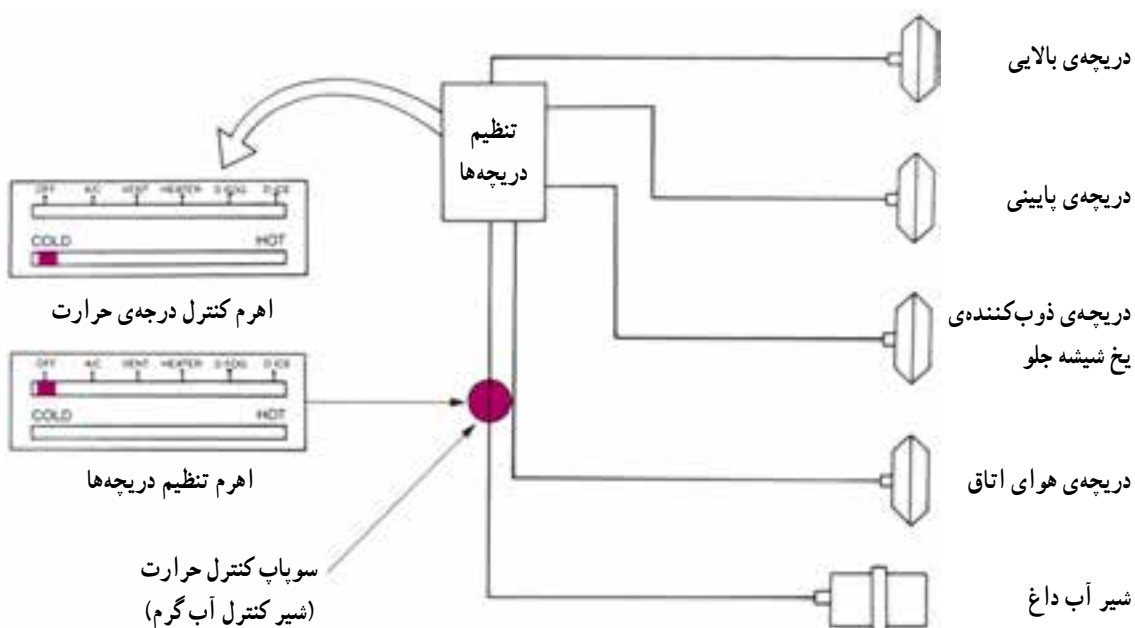 دریچه‌ی بالایی
تنظیم
دریچه‌ها
دریچه‌ی پایینی
OFF A/C VENT HEATER D-FOG D-ICE
COLD HOT
اهرم کنترل درجه‌ی حرارت
دریچه‌ی ذوب‌کننده‌ی
یخ شیشه جلو
OFF A/C VENT HEATER D-FOG D-ICE
COLD HOT
اهرم تنظیم دریچه‌ها
دریچه‌ی هوای اتاق
سوپاپ کنترل حرارت
(شیر کنترل آب گرم)
شیر آب داغ